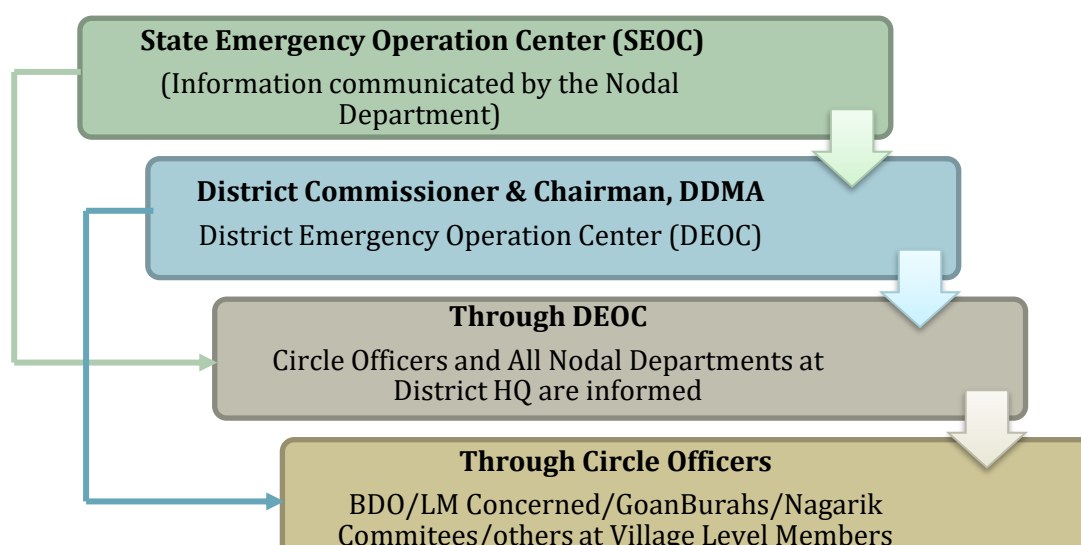 State Emergency Operation Center (SEOC)
(Information communicated by the Nodal
Department)
District Commissioner & Chairman, DDMA
District Emergency Operation Center (DEOC)
Through DEOC
Circle Officers and All Nodal Departments at
District HQ are informed
Through Circle Officers
BDO/LM Concerned/GoanBurahs/Nagarik
Commitees/others at Village Level Members